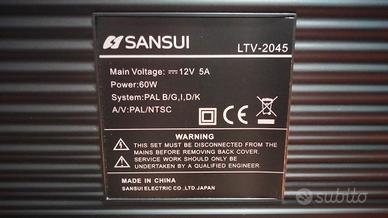 SANSUI
LTV-2045
Main Voltage: ⎓ 12V 5A
Power:60W
System:PAL B/G,I,D/K
A/V:PAL/NTSC
CE
WARNING
THIS SET MUST BE DISCONNECTED FROM THE
MAINS BEFORE REMOVING BACK COVER.
SERVICE WORK SHOULD ONLY BE
UNDERTAKEN BY A QUALIFIED ENGINEER.
MADE IN CHINA
SANSUI ELECTRIC CO.,LTD.JAPAN
subito